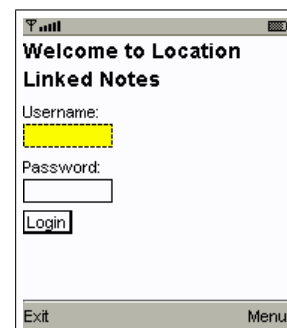 Welcome to Location
Linked Notes
Username:
Password:
Login
Exit Menu